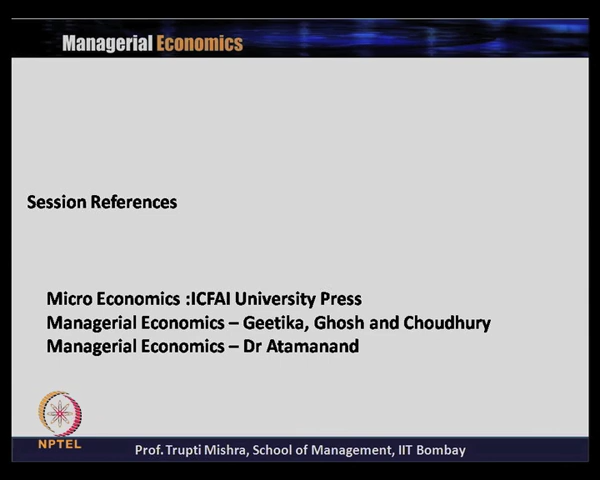 Managerial Economics
Session References
Micro Economics :ICFAI University Press
Managerial Economics – Geetika, Ghosh and Choudhury
Managerial Economics – Dr Atamanand
NPTEL
Prof. Trupti Mishra, School of Management, IIT Bombay